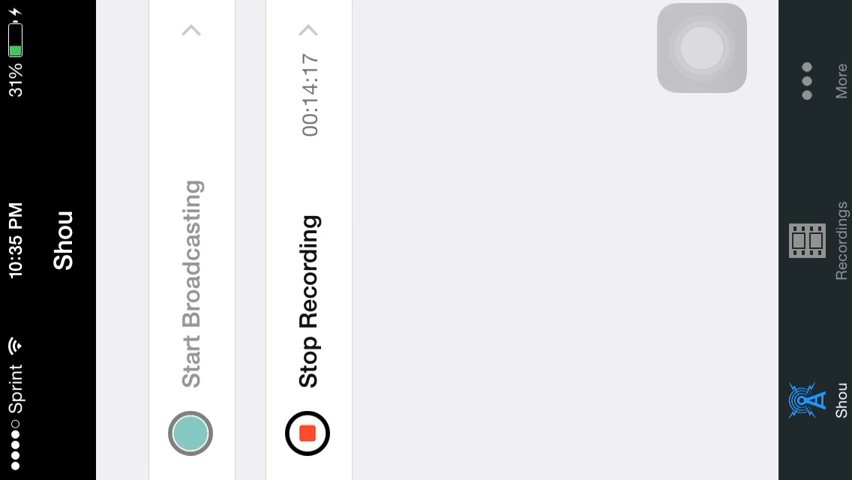 Sprint 10:35 PM 31%
Shou
Start Broadcasting
Stop Recording 00:14:17
Shou Recordings More